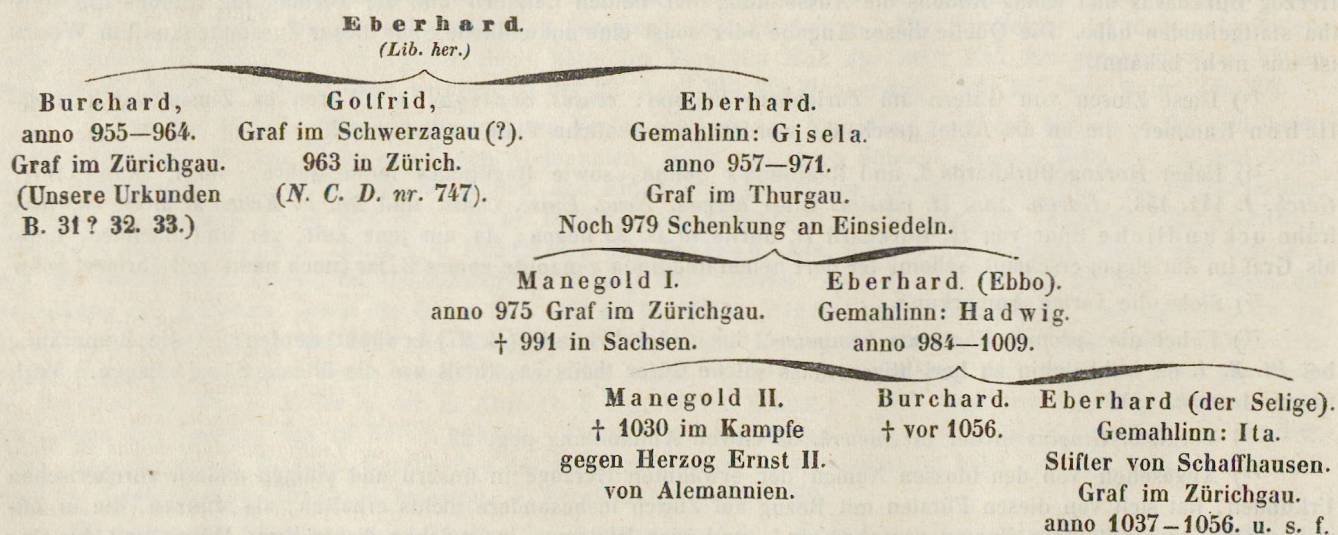 Eberhard
(Lib. her.)
Burchard,
anno 955—964.
Graf im Zürichgau.
(Unsere Urkunden
B. 31? 32. 33.)
Gotfrid,
Graf im Schwerzagau(?).
963 in Zürich.
(N. C. D. nr. 747).
Eberhard.
Gemahlinn: Gisela.
anno 957—971.
Graf im Thurgau.
Noch 979 Schenkung an Einsiedeln.
Manegold I.
anno 975 Graf im Zürichgau.
† 991 in Sachsen.
Eberhard. (Ebbo).
Gemahlinn: Hadwig.
anno 984—1009.
Manegold II.
† 1030 im Kampfe
gegen Herzog Ernst II.
von Alemannien.
Burchard.
† vor 1056.
Eberhard (der Selige).
Gemahlinn: Ita.
Stifter von Schaffhausen.
Graf im Zürichgau.
anno 1037—1056. u. s. f.